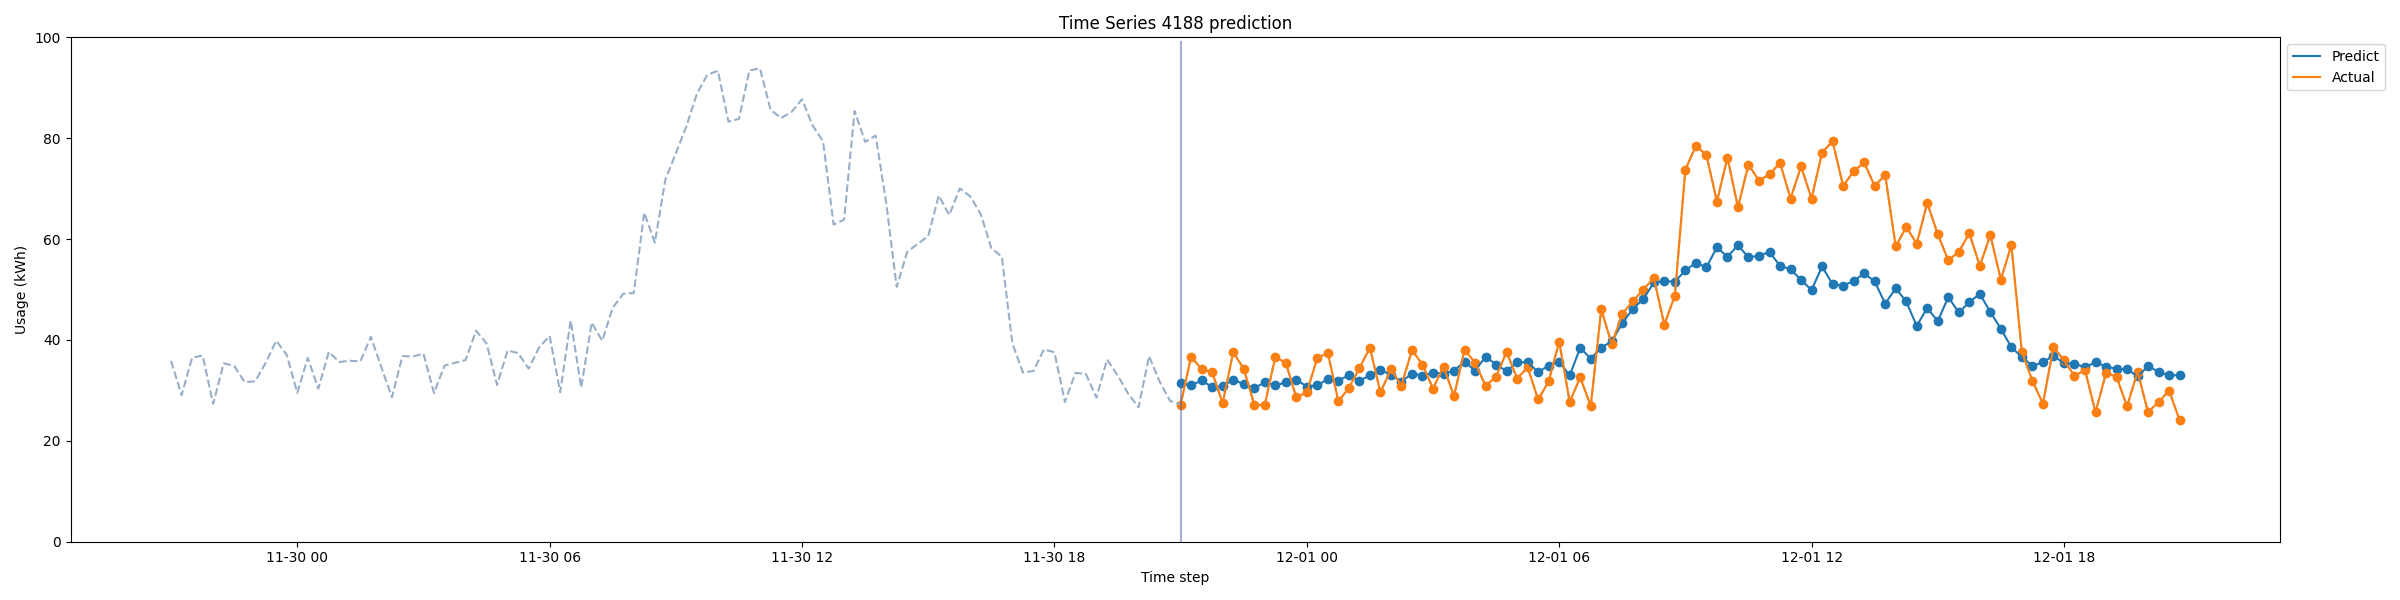 Time Series 4188 prediction
100
80
60
40
20
0
Usage (kWh)
Predict
Actual
11-30 00
11-30 06
11-30 12
11-30 18
12-01 00
12-01 06
12-01 12
12-01 18
Time step